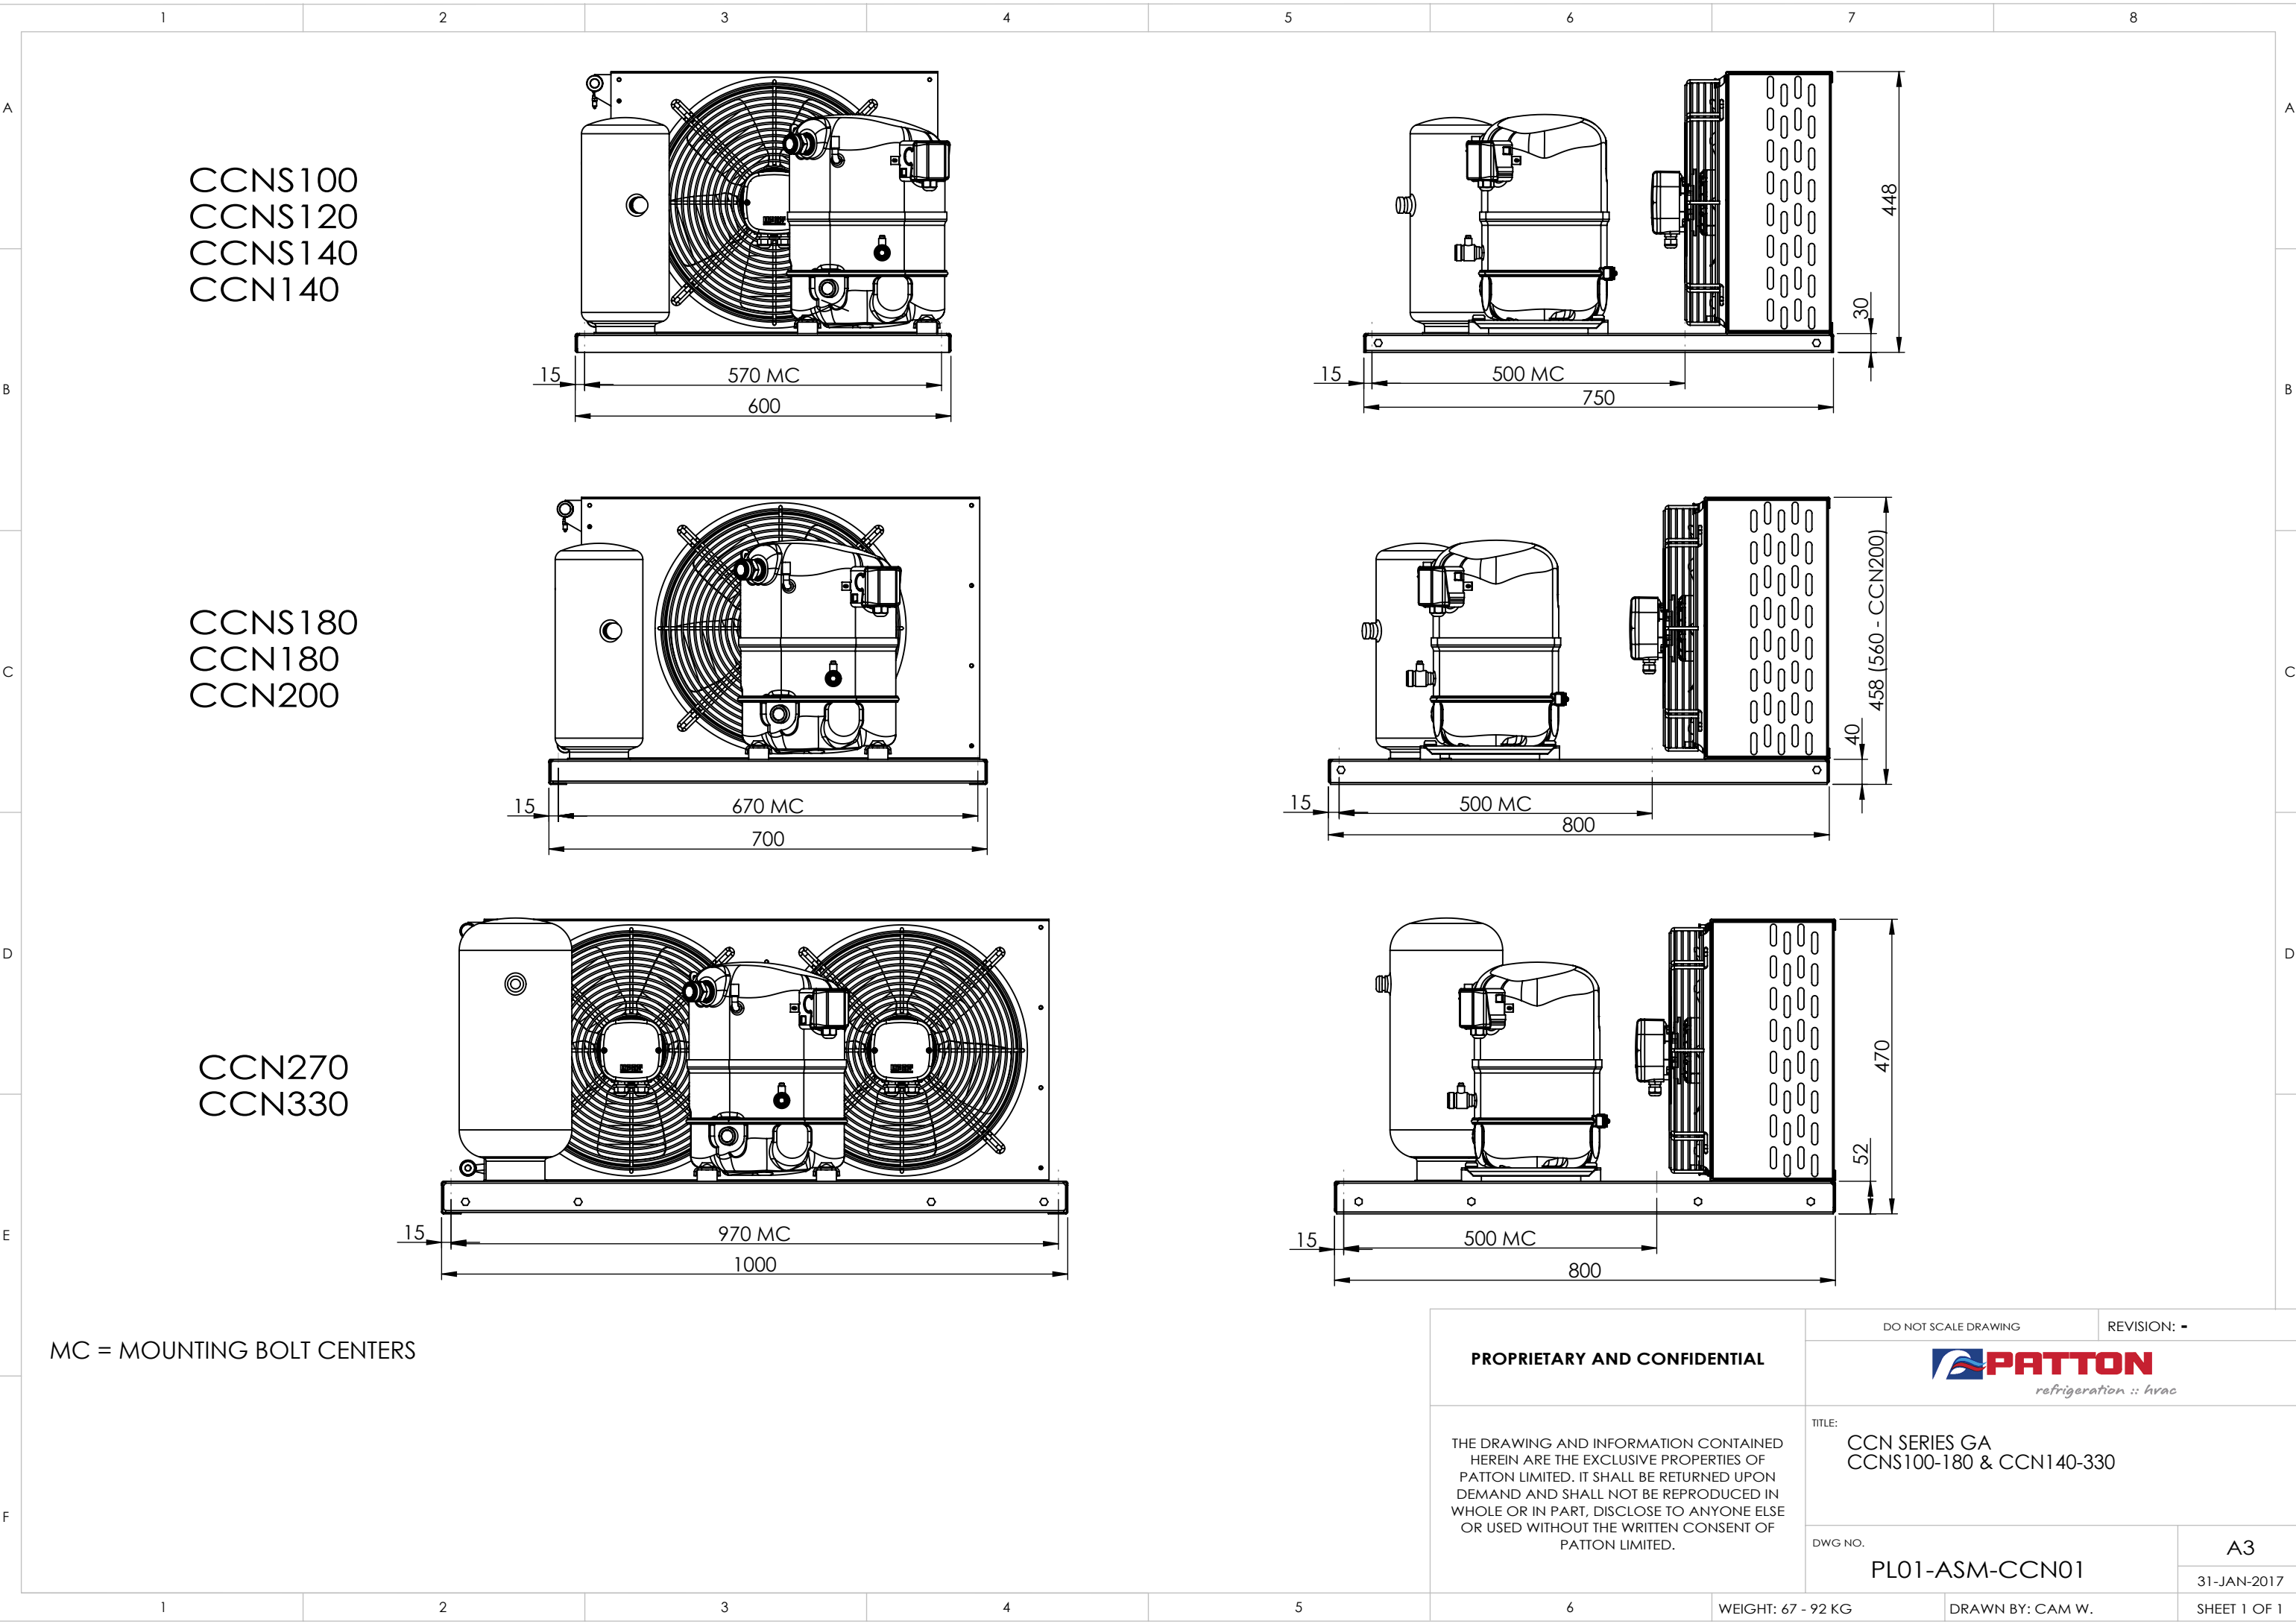 1 2 3 4 5 6 7 8
A A
CCNS100
CCNS120
CCNS140
CCN140
448
30
15 570 MC
600
15 500 MC
750
B B
CCNS180
CCN180
CCN200
458 (560 - CCN200)
40
C C
15 670 MC
700
15 500 MC
800
D D
CCN270
CCN330
470
52
15 970 MC
1000
15 500 MC
800
E
MC = MOUNTING BOLT CENTERS
PROPRIETARY AND CONFIDENTIAL
THE DRAWING AND INFORMATION CONTAINED
HEREIN ARE THE EXCLUSIVE PROPERTIES OF
PATTON LIMITED. IT SHALL BE RETURNED UPON
DEMAND AND SHALL NOT BE REPRODUCED IN
WHOLE OR IN PART, DISCLOSE TO ANYONE ELSE
OR USED WITHOUT THE WRITTEN CONSENT OF
PATTON LIMITED.
DO NOT SCALE DRAWING
REVISION: -
PATTON
refrigeration :: hvac
TITLE:
CCN SERIES GA
CCNS100-180 & CCN140-330
F
DWG NO.
PL01-ASM-CCN01
A3
31-JAN-2017
WEIGHT: 67 - 92 KG
DRAWN BY: CAM W.
SHEET 1 OF 1
1 2 3 4 5 6